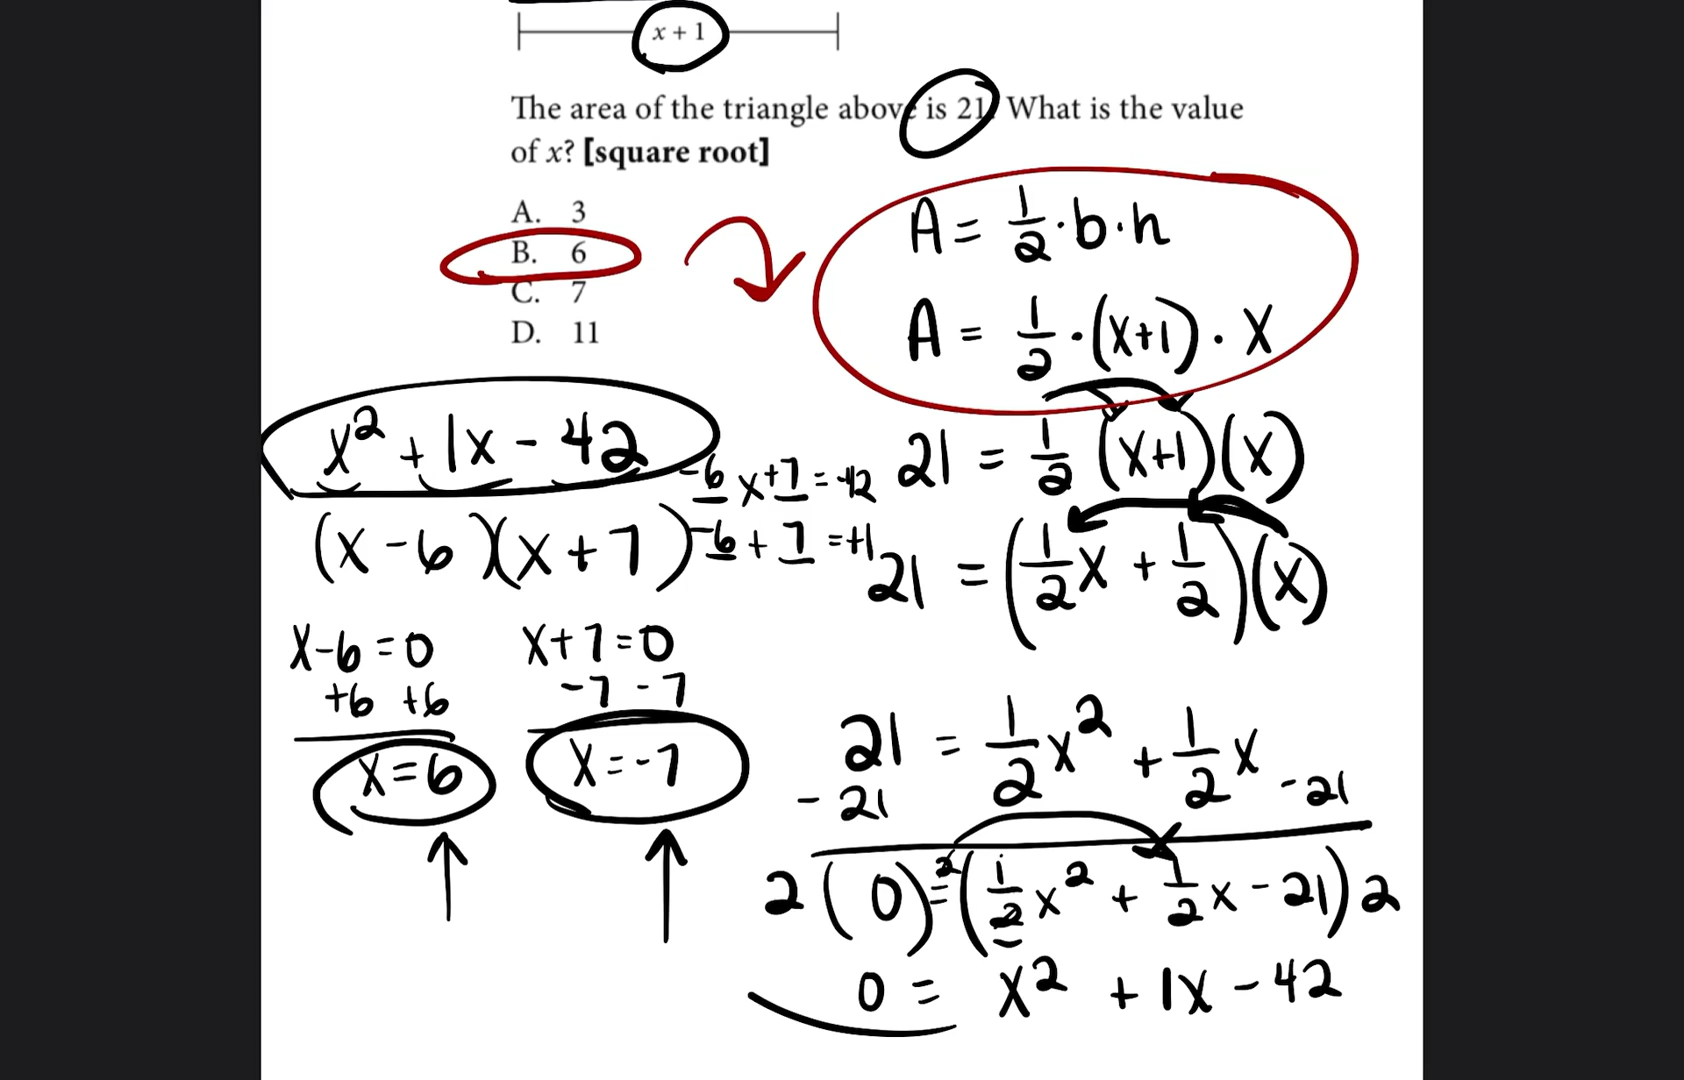 x + 1
The area of the triangle above is 21. What is the value
of x? [square root]
A. 3
B. 6
C. 7
D. 11
A = 1/2 · b · h
A = 1/2 · (x+1) · x
21 = 1/2 (x+1)(x)
21 = (1/2x + 1/2)(x)
21 = 1/2x² + 1/2x
- 21 - 21
2(0) = 2(1/2x² + 1/2x - 21)2
0 = x² + 1x - 42
x² + 1x - 42
-6 x +7 = -42
(x - 6)(x + 7)
-6 + 7 = +1
x-6=0
+6 +6
x=6
x+7=0
-7 -7
x=-7